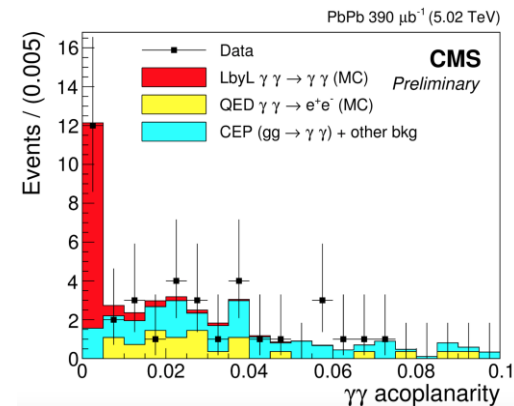 PbPb 390 μb⁻¹ (5.02 TeV)
CMS
Preliminary
Data
LbyL γ γ → γ γ (MC)
QED γ γ → e⁺e⁻ (MC)
CEP (gg → γ γ) + other bkg
Events / (0.005)
16
14
12
10
8
6
4
2
0
0 0.02 0.04 0.06 0.08 0.1
γγ acoplanarity